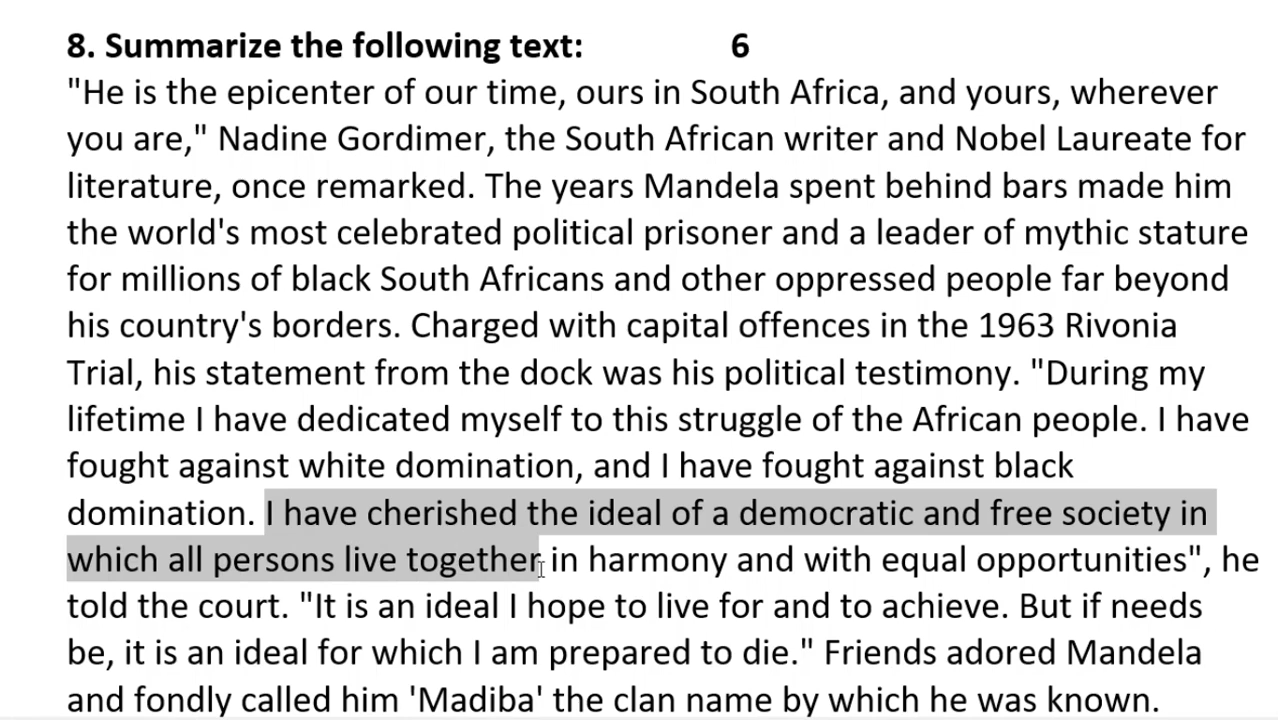 8. Summarize the following text: 6
"He is the epicenter of our time, ours in South Africa, and yours, wherever
you are," Nadine Gordimer, the South African writer and Nobel Laureate for
literature, once remarked. The years Mandela spent behind bars made him
the world's most celebrated political prisoner and a leader of mythic stature
for millions of black South Africans and other oppressed people far beyond
his country's borders. Charged with capital offences in the 1963 Rivonia
Trial, his statement from the dock was his political testimony. "During my
lifetime I have dedicated myself to this struggle of the African people. I have
fought against white domination, and I have fought against black
domination. I have cherished the ideal of a democratic and free society in
which all persons live together in harmony and with equal opportunities", he
told the court. "It is an ideal I hope to live for and to achieve. But if needs
be, it is an ideal for which I am prepared to die." Friends adored Mandela
and fondly called him 'Madiba' the clan name by which he was known.